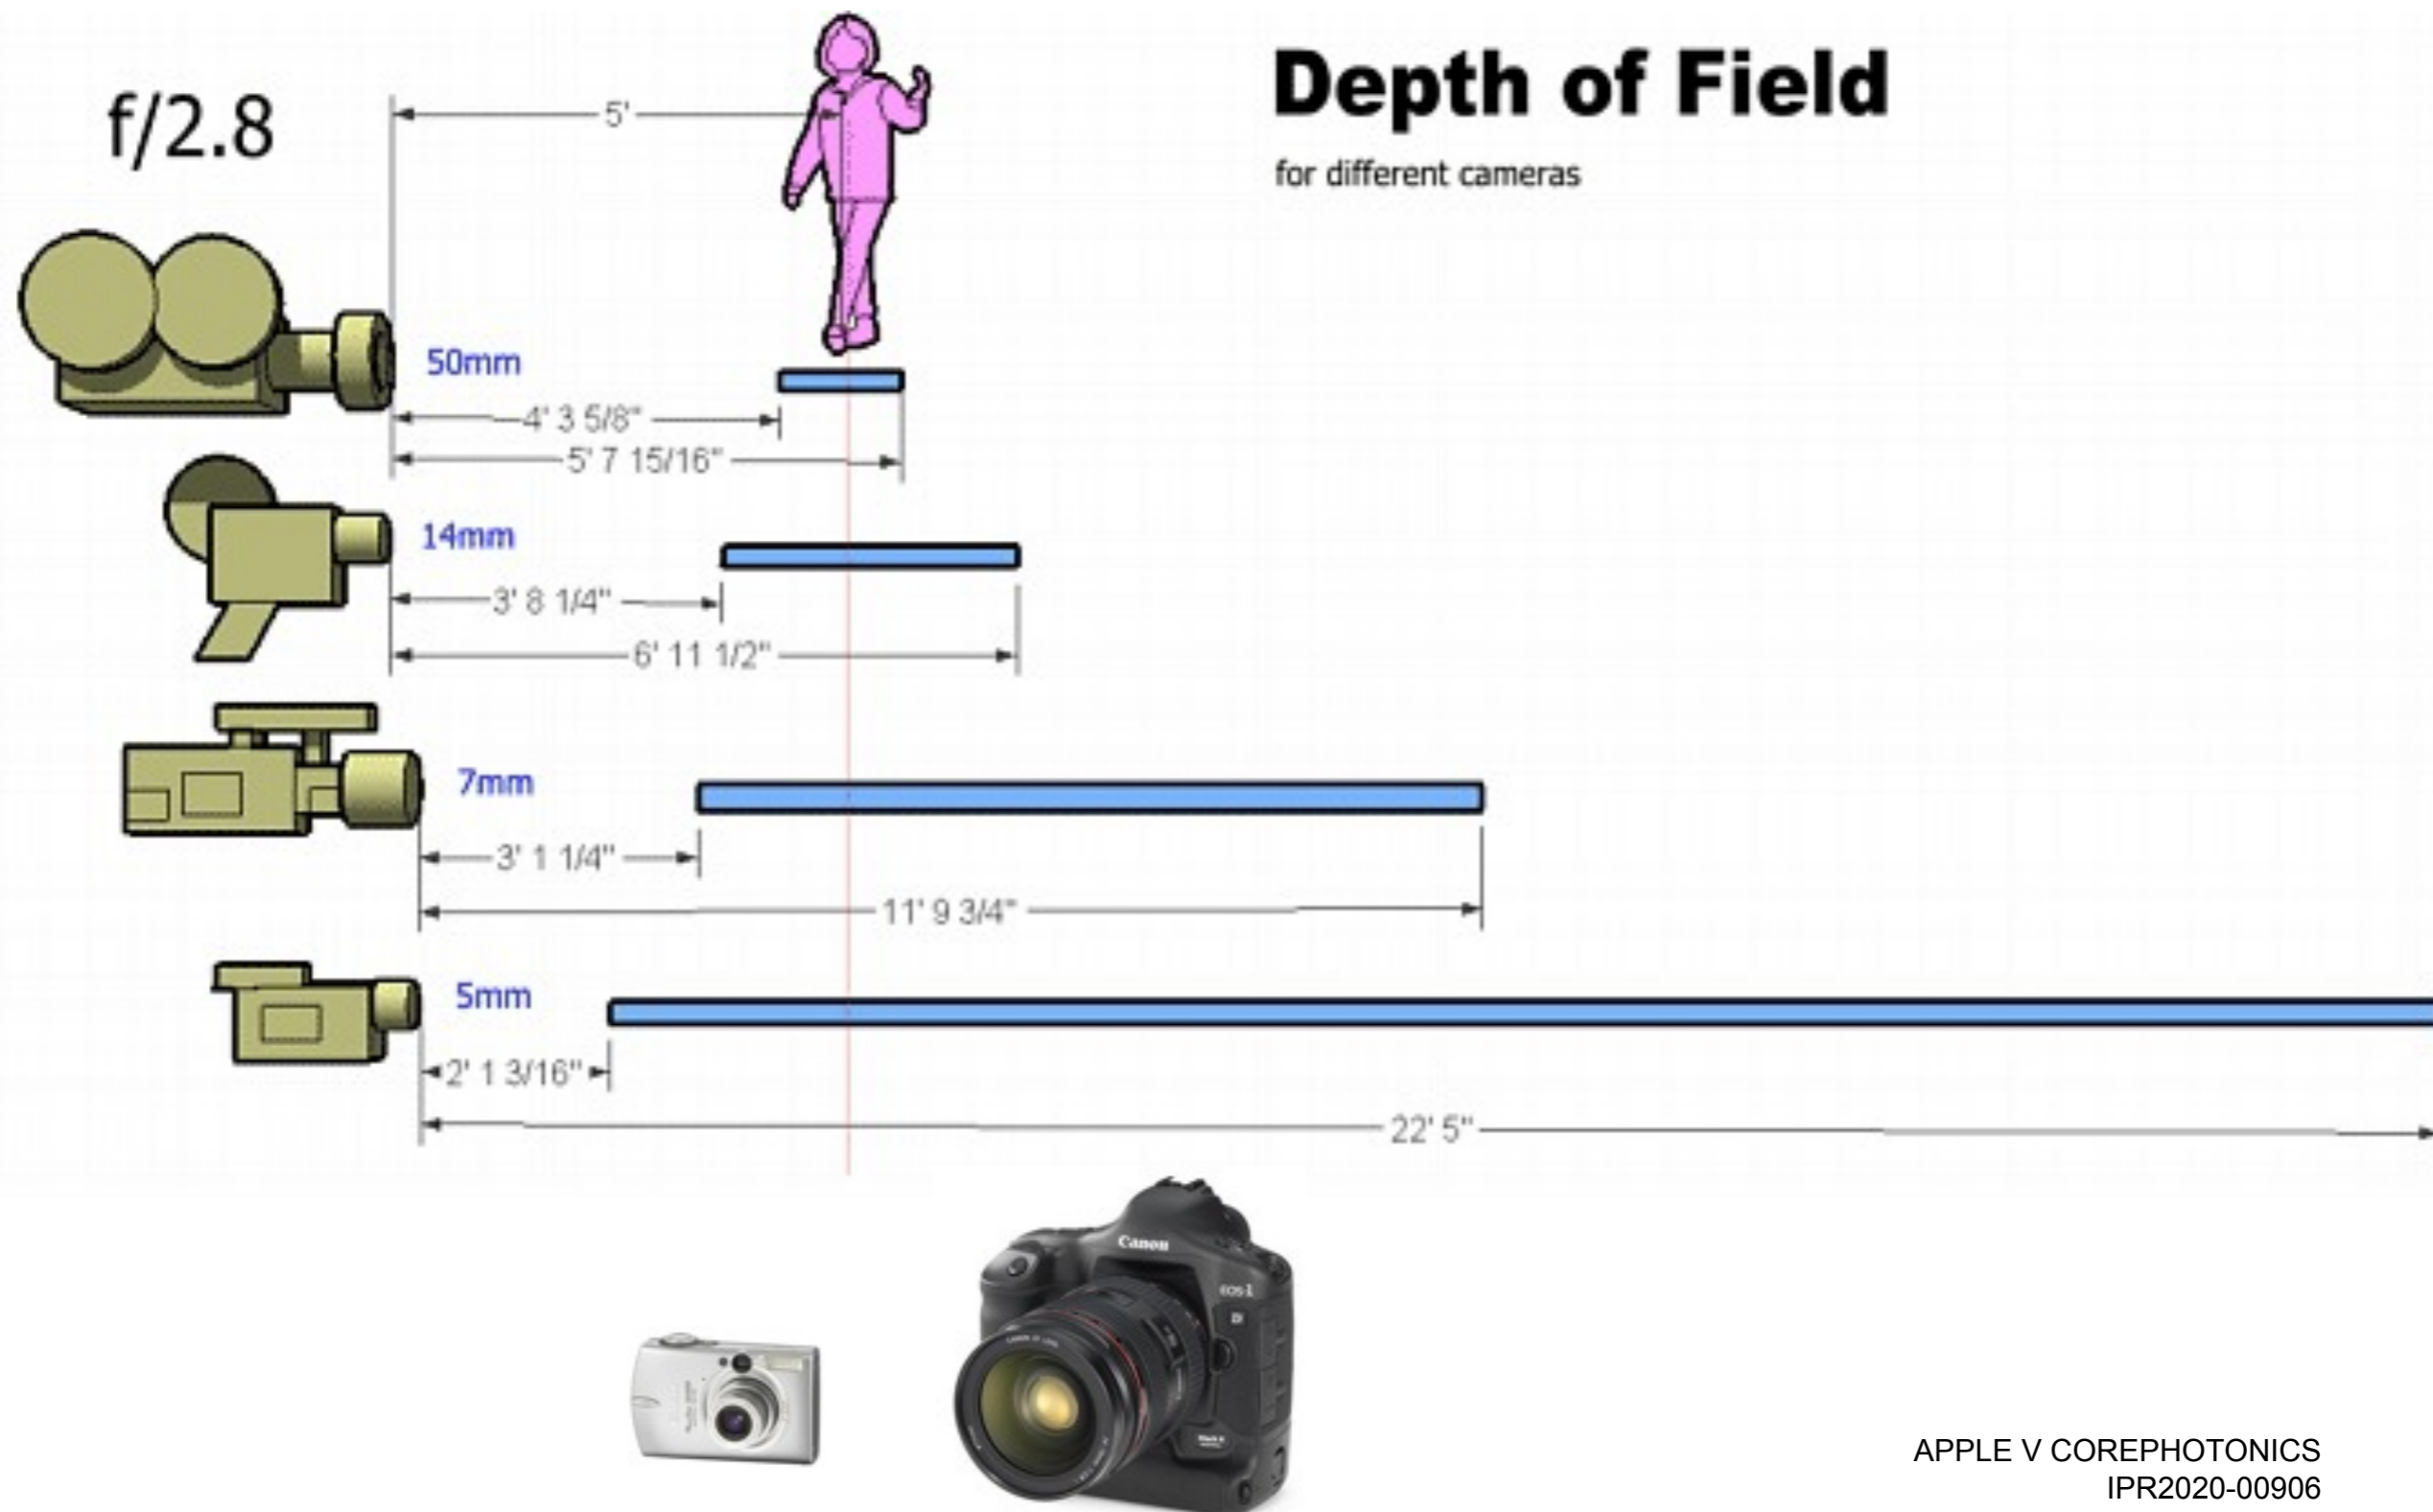 Depth of Field
for different cameras
f/2.8
5'
50mm
4' 3 5/8"
5' 7 15/16"
14mm
3' 8 1/4"
6' 11 1/2"
7mm
3' 1 1/4"
11' 9 3/4"
5mm
2' 1 3/16"
22' 5"
Canon
EOS-1
D
APPLE V COREPHOTONICS
IPR2020-00906